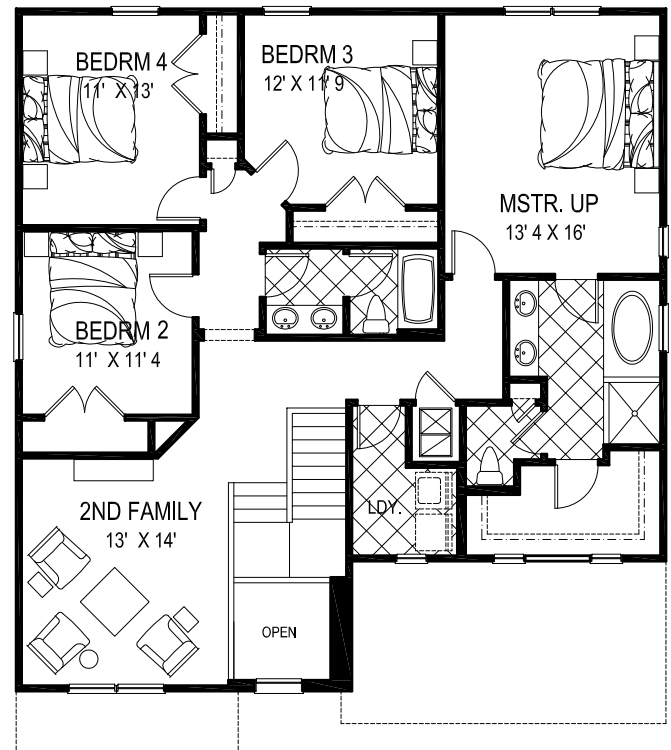 BEDRM 4
11' X 13'
BEDRM 3
12' X 11' 9
MSTR. UP
13' 4 X 16'
BEDRM 2
11' X 11' 4
2ND FAMILY
13' X 14'
LDY.
OPEN